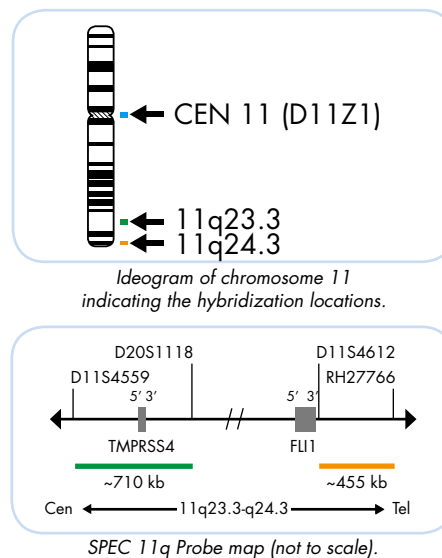 CEN 11 (D11Z1)
11q23.3
11q24.3
Ideogram of chromosome 11
indicating the hybridization locations.
D20S1118 D11S4612
D11S4559 RH27766
5’ 3’ 5’ 3’
TMPRSS4 FLI1
~710 kb ~455 kb
Cen 11q23.3-q24.3 Tel
SPEC 11q Probe map (not to scale).